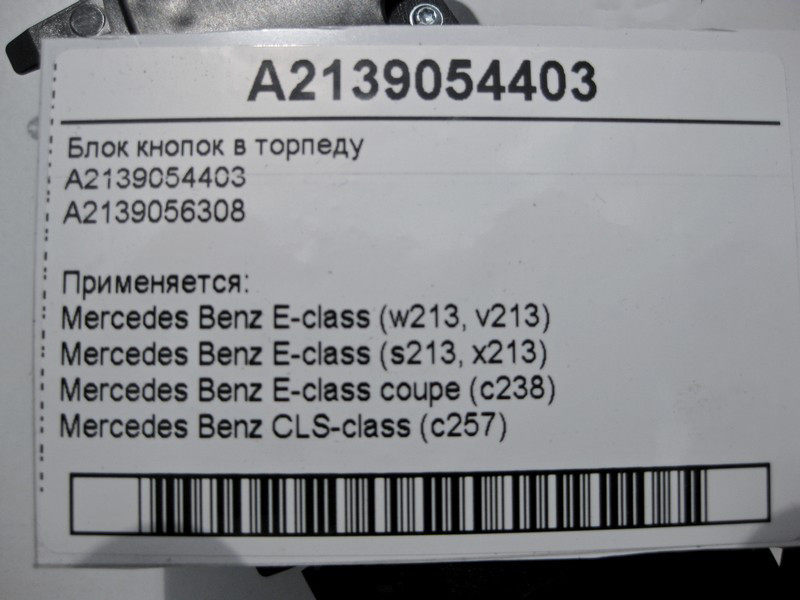 A2139054403
Блок кнопок в торпеду
A2139054403
A2139056308
Применяется:
Mercedes Benz E-class (w213, v213)
Mercedes Benz E-class (s213, x213)
Mercedes Benz E-class coupe (c238)
Mercedes Benz CLS-class (c257)